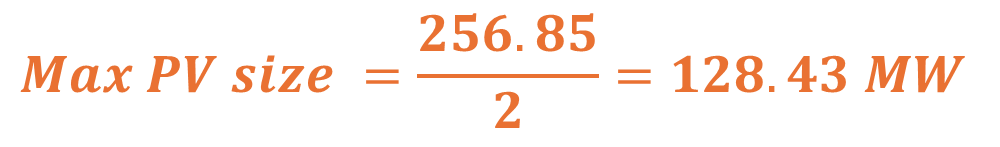 Max PV size = 256.85 / 2 = 128.43 MW